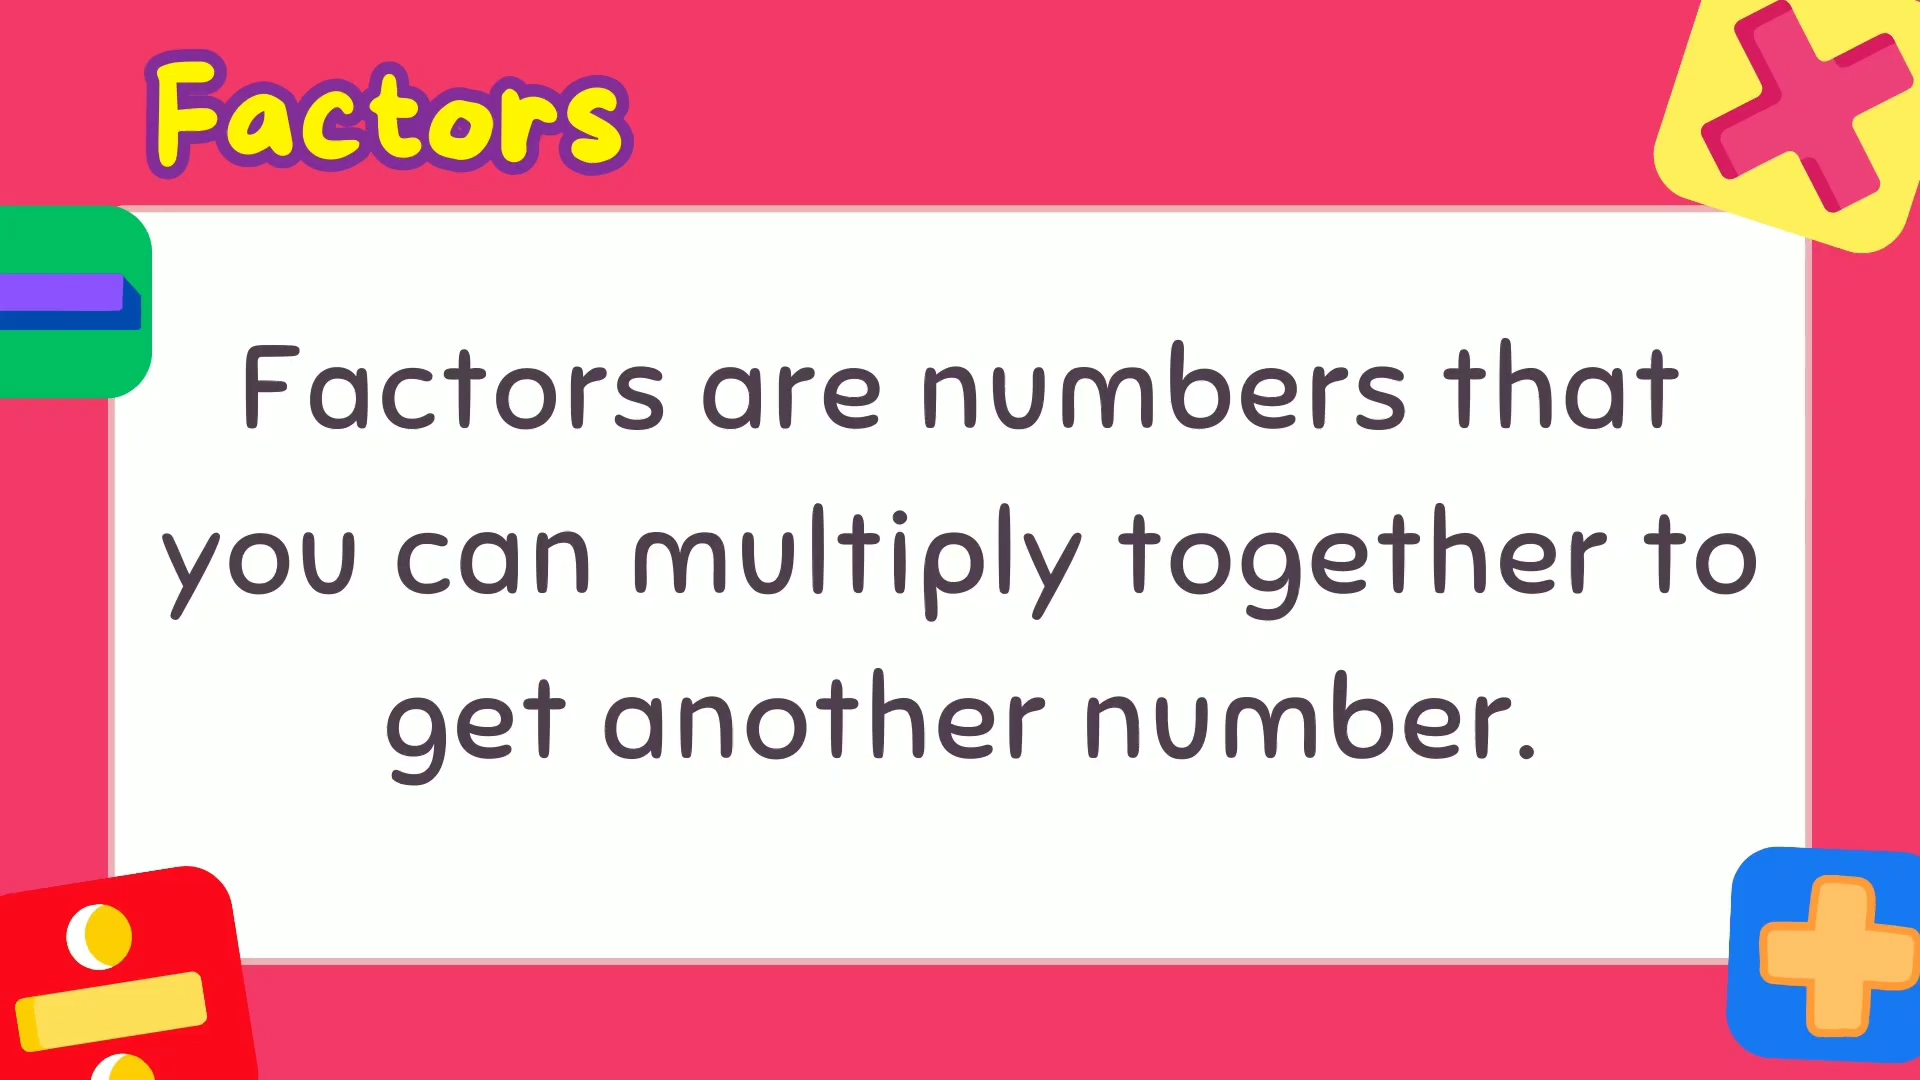 Factors
Factors are numbers that
you can multiply together to
get another number.